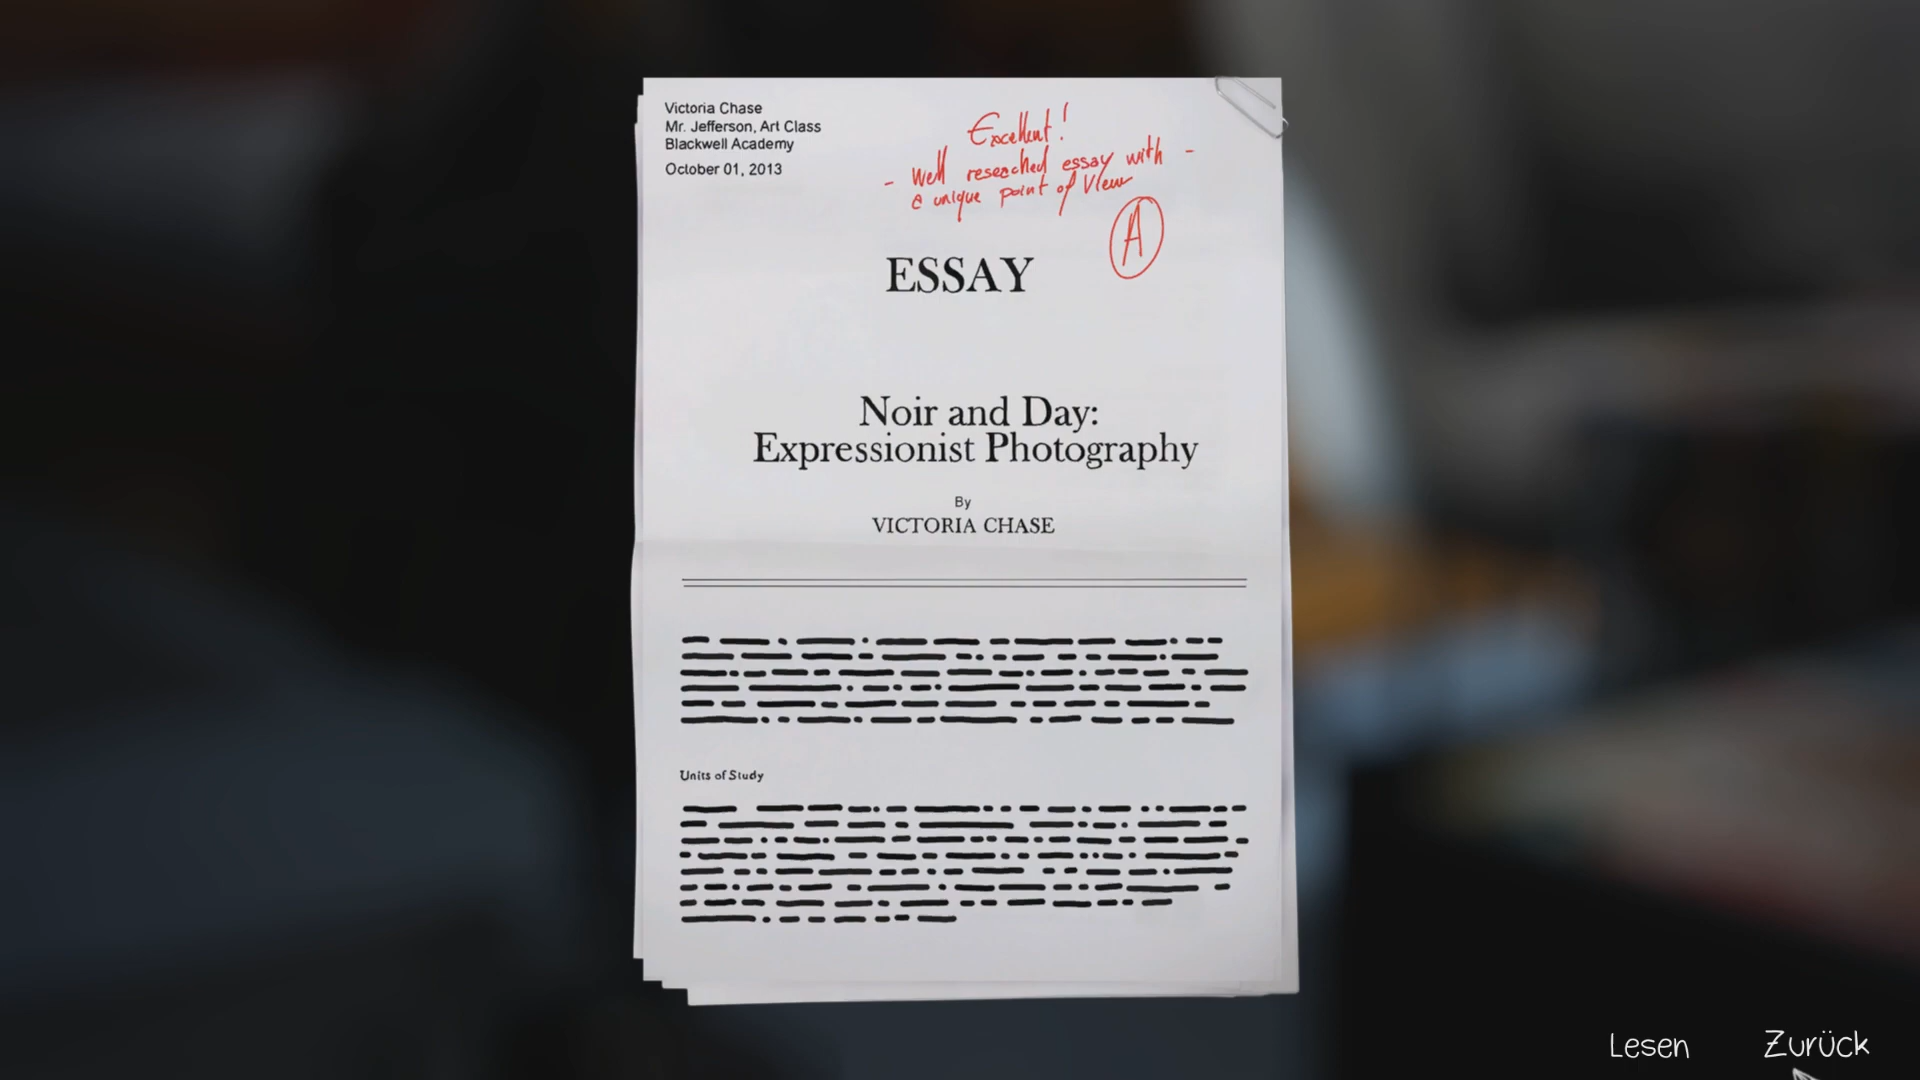 Victoria Chase
Mr. Jefferson, Art Class
Blackwell Academy
October 01, 2013
Excellent!
- Well reseached essay with -
a unique point of View
A
ESSAY
Noir and Day:
Expressionist Photography
By
VICTORIA CHASE
Units of Study
Lesen Zurück